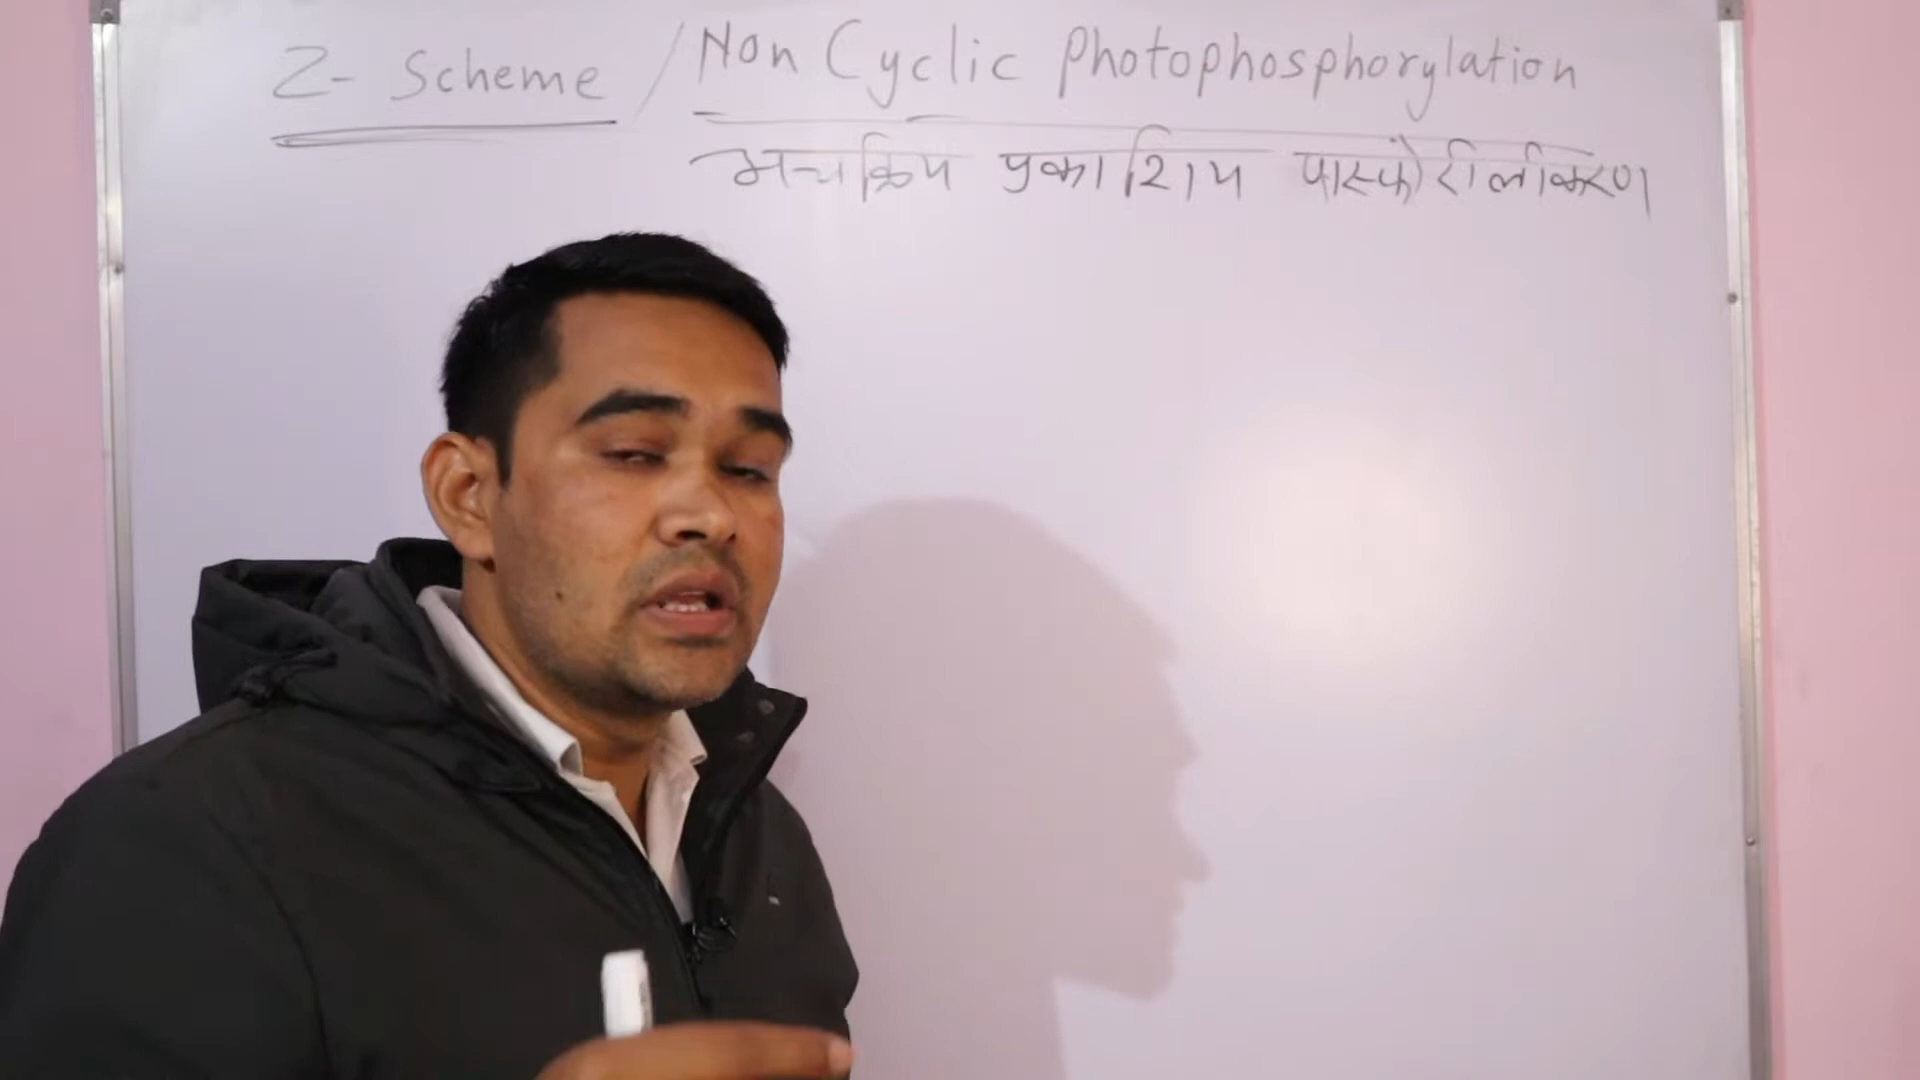 Z- Scheme / Non Cyclic Photophosphorylation
अचक्रिय प्रकाशिय फास्फोरीलीकरण